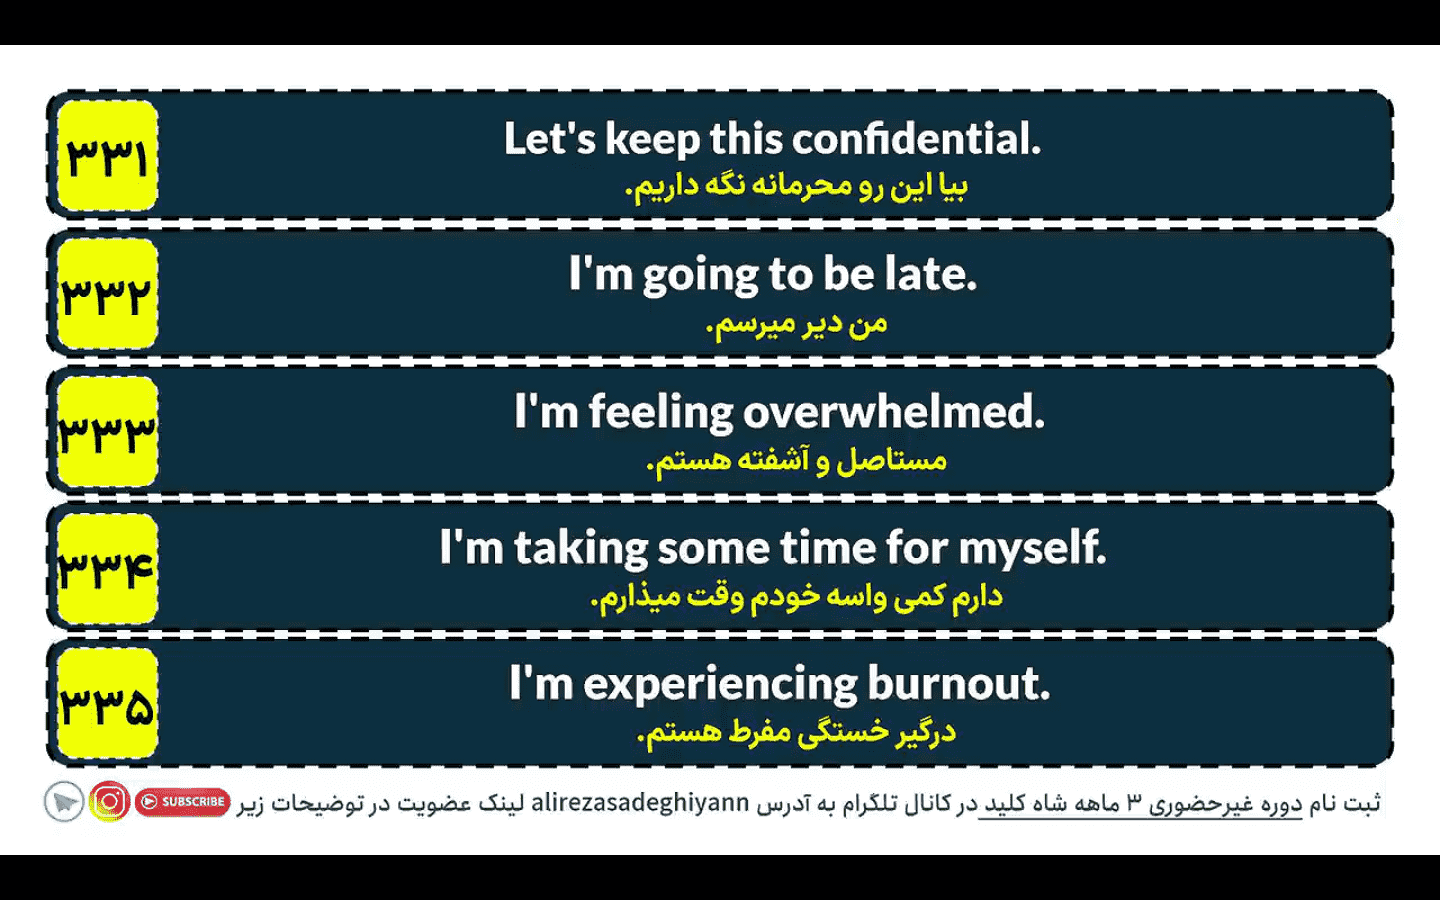 ۳۳۱
Let's keep this confidential.
بیا این رو محرمانه نگه داریم.
۳۳۲
I'm going to be late.
من دیر میرسم.
۳۳۳
I'm feeling overwhelmed.
مستاصل و آشفته هستم.
۳۳۴
I'm taking some time for myself.
دارم کمی واسه خودم وقت میذارم.
۳۳۵
I'm experiencing burnout.
درگیر خستگی مفرط هستم.
ثبت نام دوره غیرحضوری ۳ ماهه شاه کلید در کانال تلگرام به آدرس alirezasadeghiyann لینک عضویت در توضیحات زیر
SUBSCRIBE